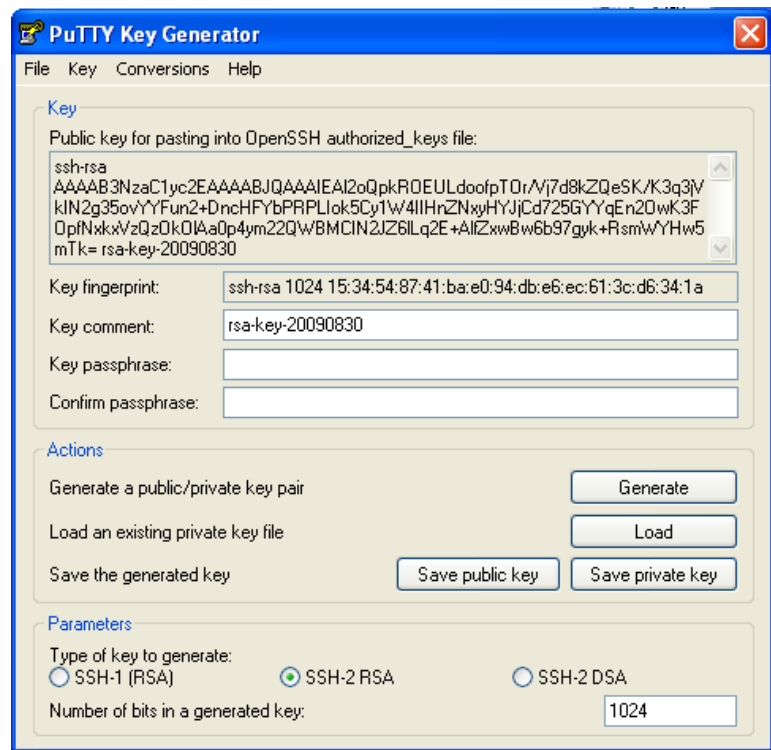 PuTTY Key Generator
File Key Conversions Help
Key
Public key for pasting into OpenSSH authorized_keys file:
ssh-rsa
AAAAB3NzaC1yc2EAAAABJQAAAIEAl2oQpkROEULdoofpTOr/Vj7d8kZQeSK/K3q3jV
kIN2g35ovYYFun2+DncHFYbPRPLIok5Cy1W4IIHnZNxyHYJjCd725GYYqEn2OwK3F
OpfNxkxVzQzOkOIAa0p4ym22QWBMCIN2JZ6ILq2E+AlfZxwBw6b97gyk+RsmWYHw5
mTk= rsa-key-20090830
Key fingerprint: ssh-rsa 1024 15:34:54:87:41:ba:e0:94:db:e6:ec:61:3c:d6:34:1a
Key comment: rsa-key-20090830
Key passphrase:
Confirm passphrase:
Actions
Generate a public/private key pair Generate
Load an existing private key file Load
Save the generated key Save public key Save private key
Parameters
Type of key to generate:
SSH-1 (RSA) SSH-2 RSA SSH-2 DSA
Number of bits in a generated key: 1024